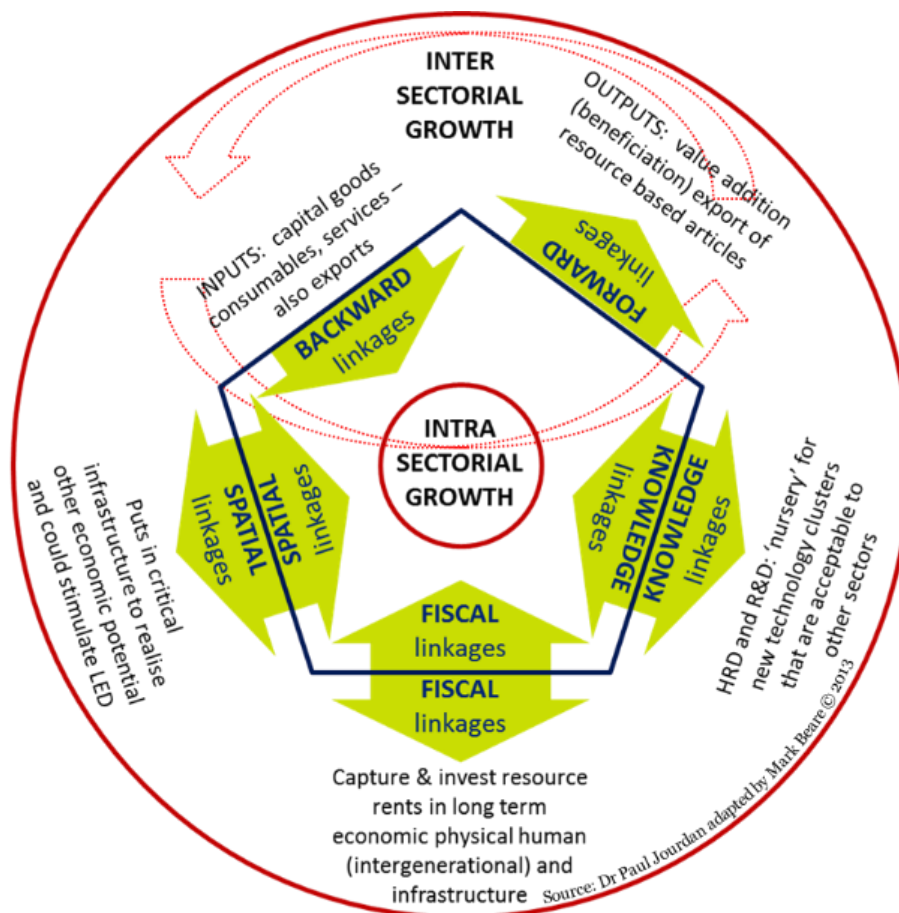 INTER
SECTORIAL
GROWTH
OUTPUTS: value addition
(beneficiation) export of
resource based articles
INPUTS: capital goods
consumables, services –
also exports
BACKWARD
linkages
FORWARD
linkages
INTRA
SECTORIAL
GROWTH
SPATIAL
linkages
SPATIAL
linkages
KNOWLEDGE
linkages
KNOWLEDGE
linkages
FISCAL
linkages
FISCAL
linkages
Puts in critical
infrastructure to realise
other economic potential
and could stimulate LED
HRD and R&D: ‘nursery’ for
new technology clusters
that are acceptable to
other sectors
Capture & invest resource
rents in long term
economic physical human
(intergenerational) and
infrastructure
Source: Dr Paul Jourdan adapted by Mark Beare © 2013